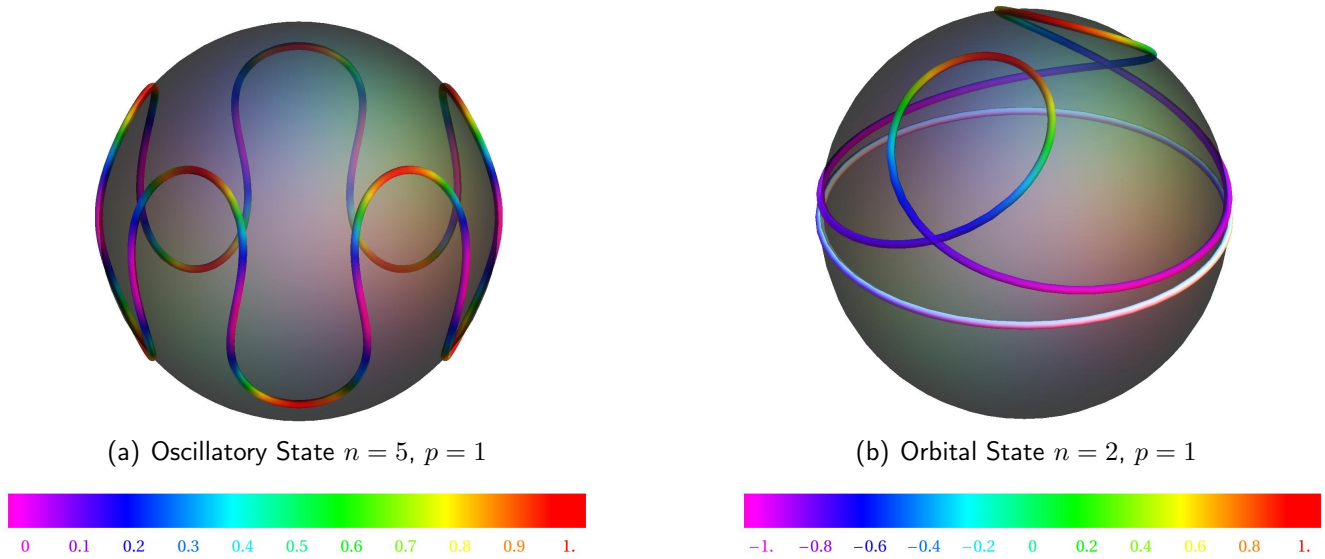 (a) Oscillatory State n = 5, p = 1
0 0.1 0.2 0.3 0.4 0.5 0.6 0.7 0.8 0.9 1.
(b) Orbital State n = 2, p = 1
−1. −0.8 −0.6 −0.4 −0.2 0 0.2 0.4 0.6 0.8 1.